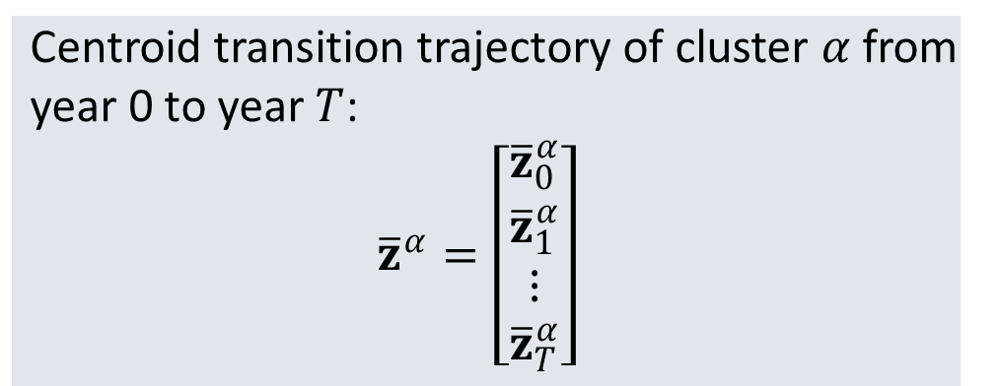 Centroid transition trajectory of cluster α from
year 0 to year T:
z̄^α = [z̄_0^α
z̄_1^α
⋮
z̄_T^α]